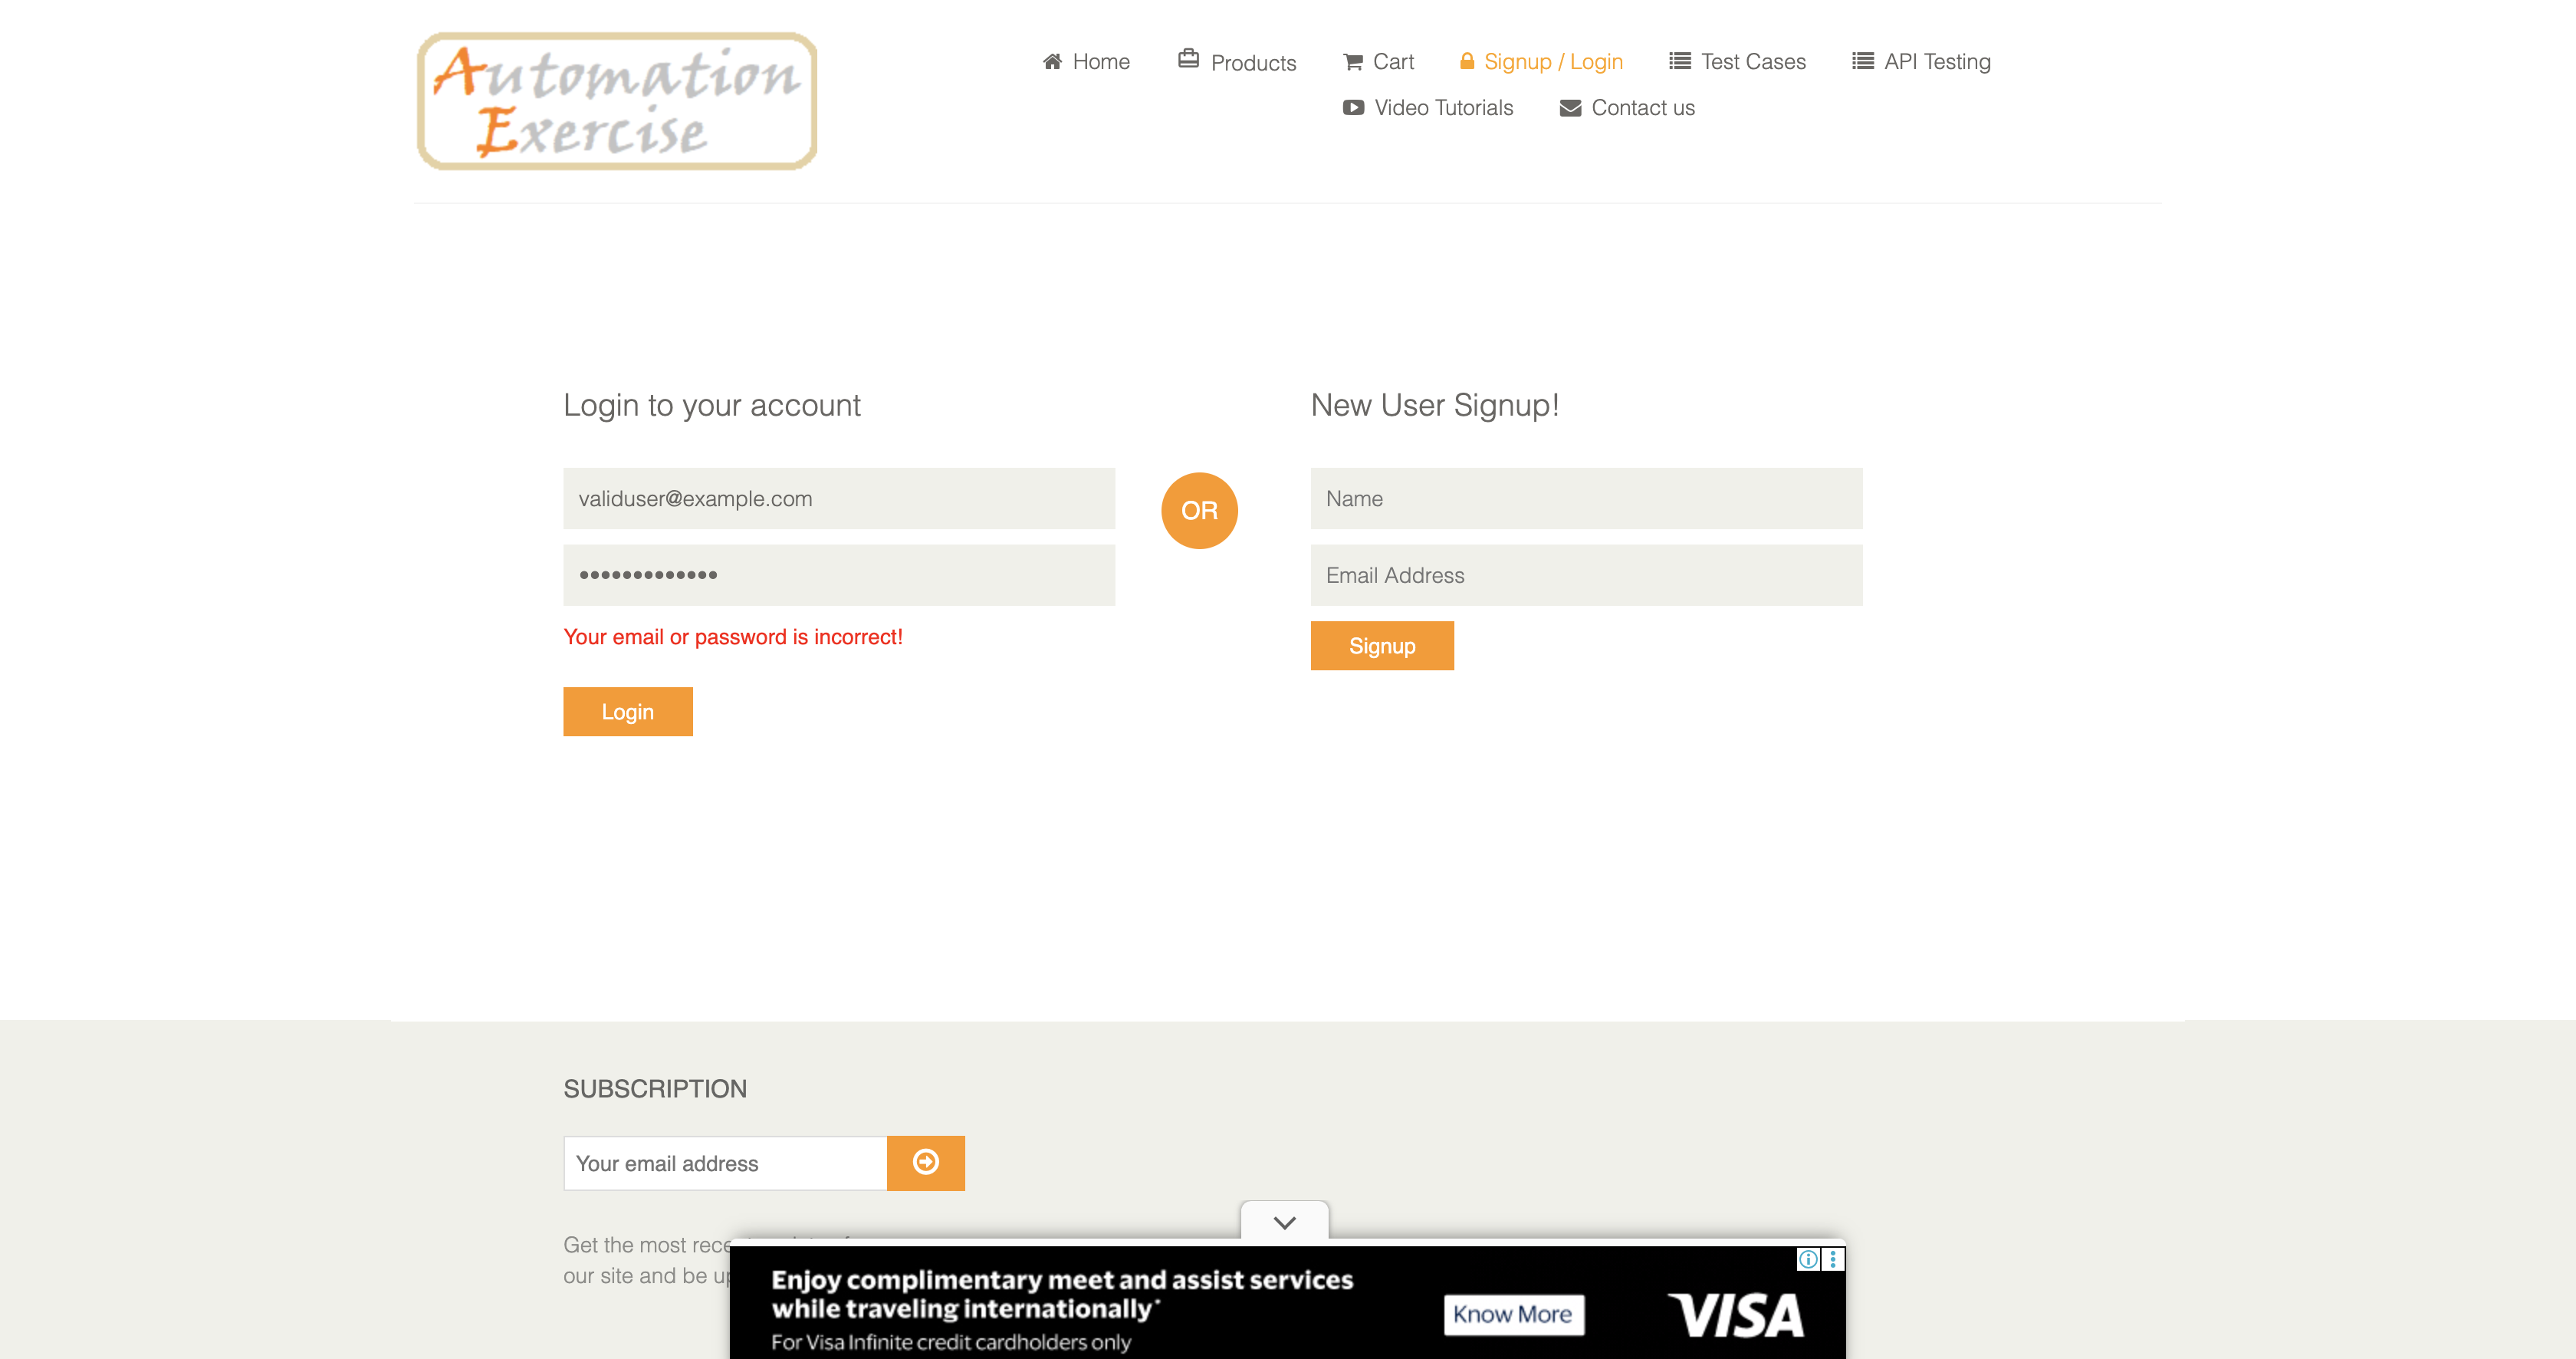 Automation
Exercise
Home
Products
Cart
Signup / Login
Test Cases
API Testing
Video Tutorials
Contact us
Login to your account
validuser@example.com
Your email or password is incorrect!
Login
OR
New User Signup!
Name
Email Address
Signup
SUBSCRIPTION
Your email address
Get the most
our site and be
Enjoy complimentary meet and assist services
while traveling internationally*
For Visa Infinite credit cardholders only
Know More
VISA